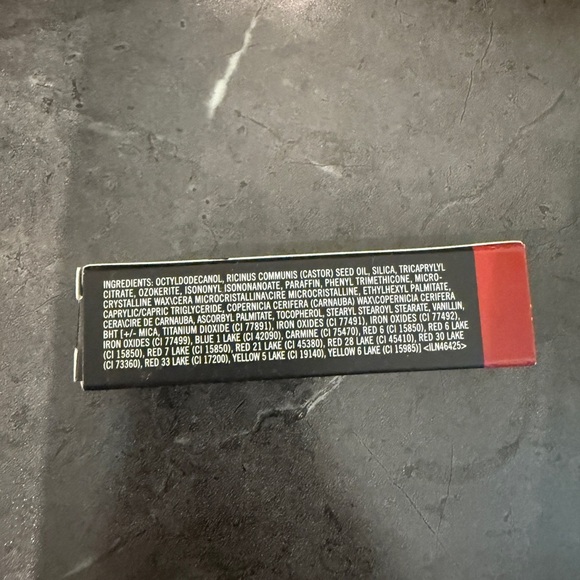 INGREDIENTS: OCTYLDODECANOL, RICINUS COMMUNIS (CASTOR) SEED OIL, SILICA, TRICAPRYLYL
CITRATE, OZOKERITE, ISONONYL ISONONANOATE, PARAFFIN, PHENYL TRIMETHICONE, MICRO-
CRYSTALLINE WAX\CERA MICROCRISTALLINA\CIRE MICROCRISTALLINE, ETHYLHEXYL PALMITATE,
CAPRYLIC/CAPRIC TRIGLYCERIDE, COPERNICIA CERIFERA (CARNAUBA) WAX\COPERNICIA CERIFERA
CERA\CIRE DE CARNAUBA, ASCORBYL PALMITATE, TOCOPHEROL, STEARYL STEAROYL STEARATE, VANILLIN,
BHT [+/- MICA, TITANIUM DIOXIDE (CI 77891), IRON OXIDES (CI 77491), IRON OXIDES (CI 77492),
IRON OXIDES (CI 77499), BLUE 1 LAKE (CI 42090), CARMINE (CI 75470), RED 6 (CI 15850), RED 6 LAKE
(CI 15850), RED 7 LAKE (CI 15850), RED 21 LAKE (CI 45380), RED 28 LAKE (CI 45410), RED 30 LAKE
(CI 73360), RED 33 LAKE (CI 17200), YELLOW 5 LAKE (CI 19140), YELLOW 6 LAKE (CI 15985)] <ILN46425>